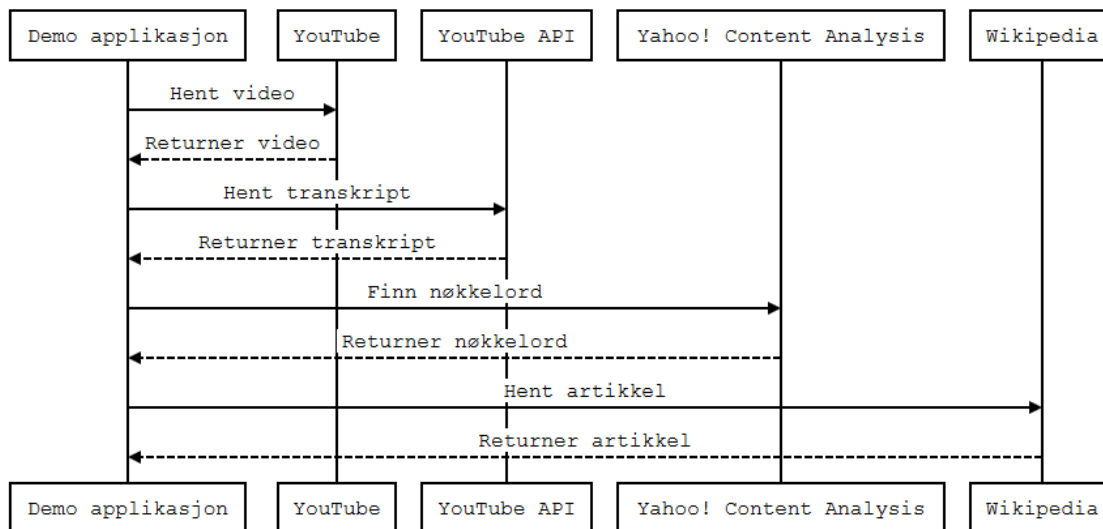 Demo applikasjon
YouTube
YouTube API
Yahoo! Content Analysis
Wikipedia
Hent video
Returner video
Hent transkript
Returner transkript
Finn nøkkelord
Returner nøkkelord
Hent artikkel
Returner artikkel
Demo applikasjon
YouTube
YouTube API
Yahoo! Content Analysis
Wikipedia